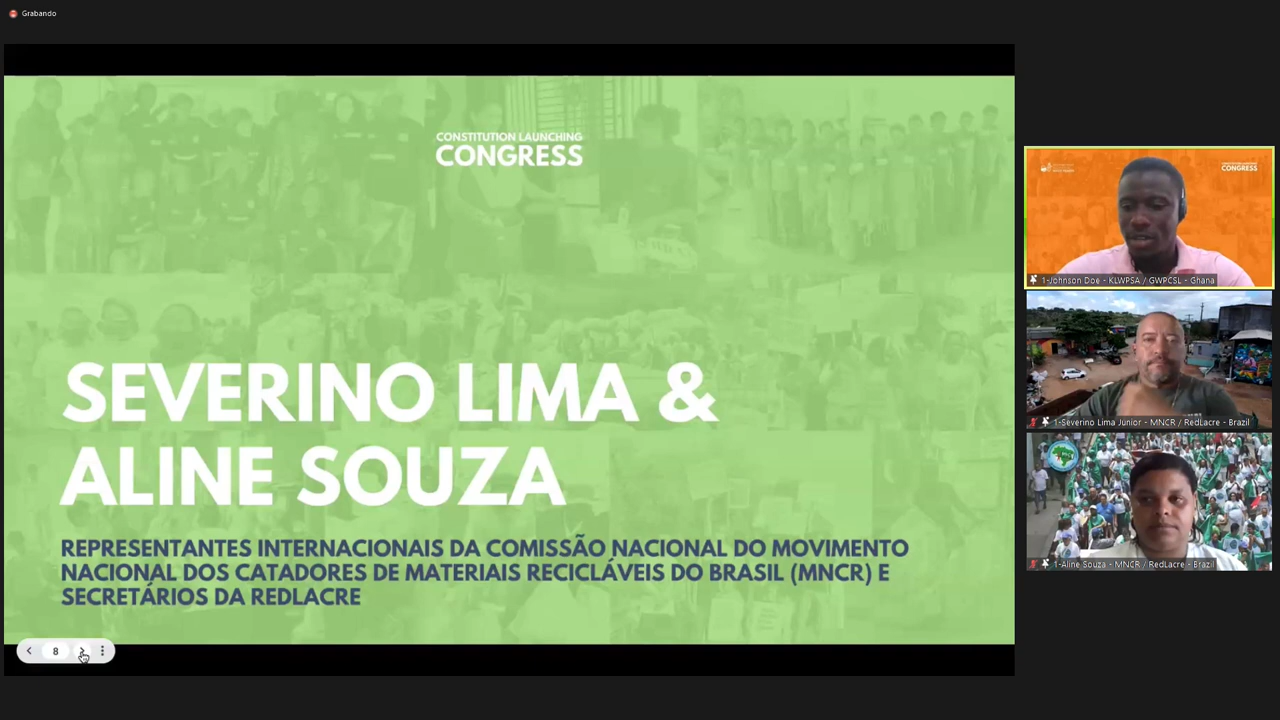 Grabando
CONSTITUTION LAUNCHING
CONGRESS
SEVERINO LIMA &
ALINE SOUZA
REPRESENTANTES INTERNACIONAIS DA COMISSÃO NACIONAL DO MOVIMENTO
NACIONAL DOS CATADORES DE MATERIAIS RECICLÁVEIS DO BRASIL (MNCR) E
SECRETÁRIOS DA REDLACRE
8
CONGRESS
1-Johnson Doe - KLWPSA / GWPCSL - Ghana
1-Severino Lima Junior - MNCR / RedLacre - Brazil
1-Aline Souza - MNCR / RedLacre - Brazil